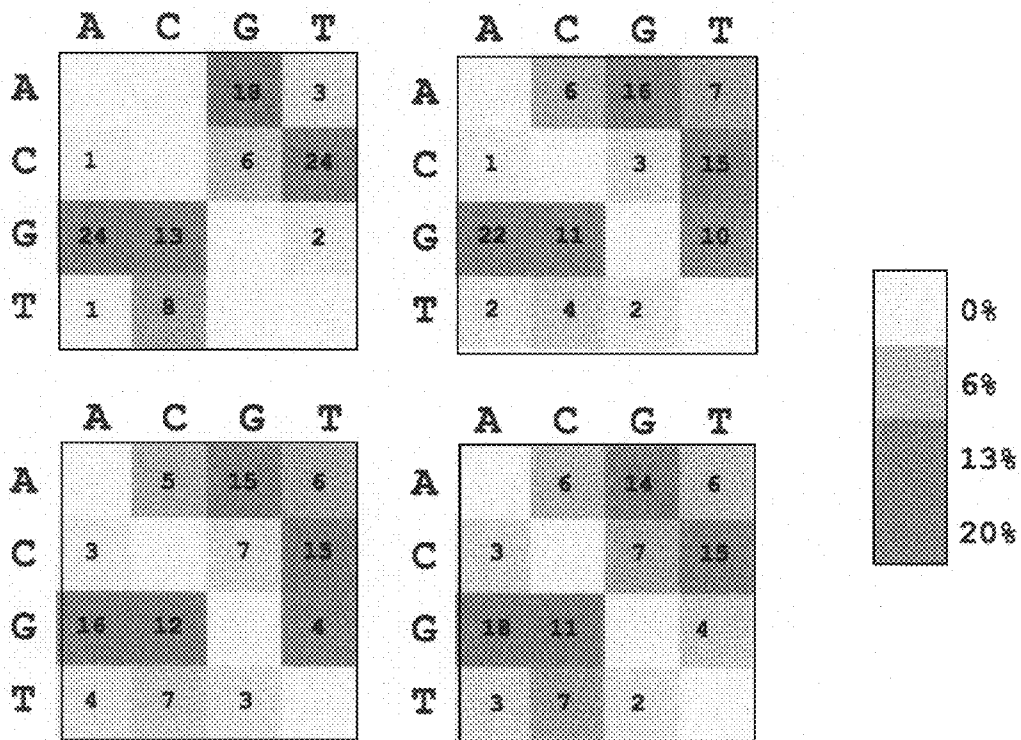 A C G T
A 18 3
C 1 6 24
G 24 13 2
T 1 8
A C G T
A 6 16 7
C 1 3 15
G 22 11 10
T 2 4 2
0%
6%
13%
20%
A C G T
A 5 15 6
C 3 7
G 16 12 4
T 4 7 3
A C G T
A 6 14 6
C 3 7
G 18 11 4
T 3 7 2